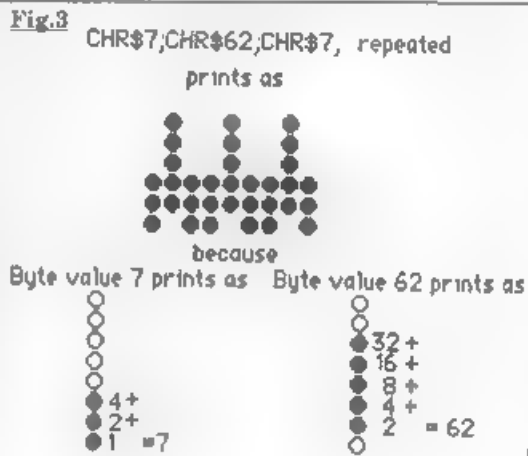 Fig.3
CHR$7;CHR$62;CHR$7, repeated
prints as
because
Byte value 7 prints as Byte value 62 prints as
32 +
16 +
8 +
4 + 4 +
2 + 2 = 62
1 =7